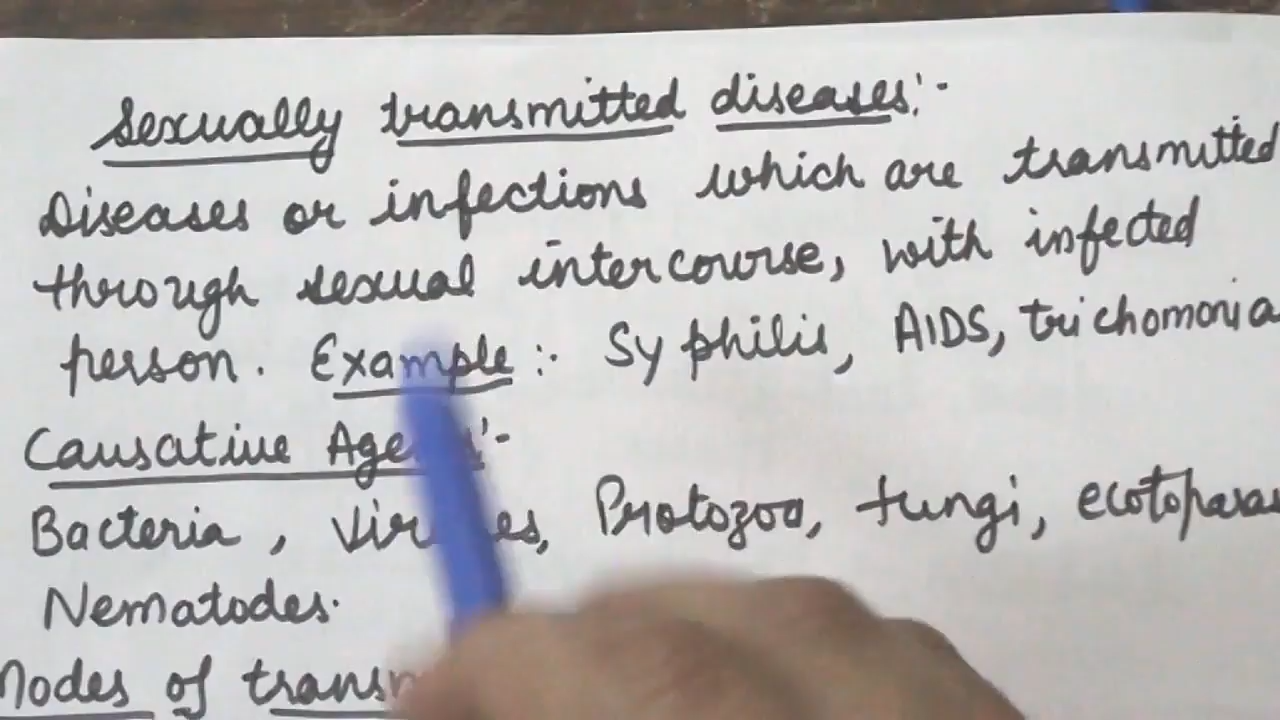 Sexually transmitted diseases:-
Diseases or infections which are transmitted
through sexual intercourse, with infected
person. Example :- Syphilis, AIDS, trichomonia
Causative
Bacteria, Protozoa, fungi, ecotoparas
Nematodes.
Modes of